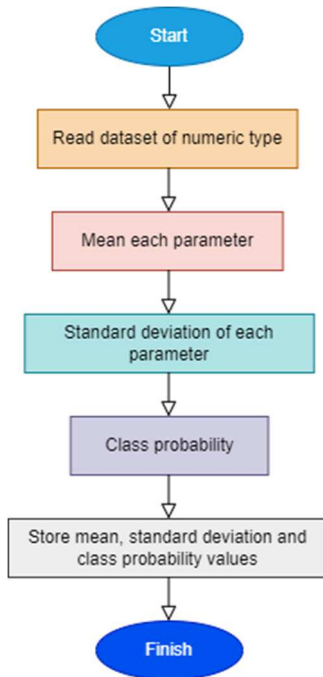 Start
Read dataset of numeric type
Mean each parameter
Standard deviation of each
parameter
Class probability
Store mean, standard deviation and
class probability values
Finish